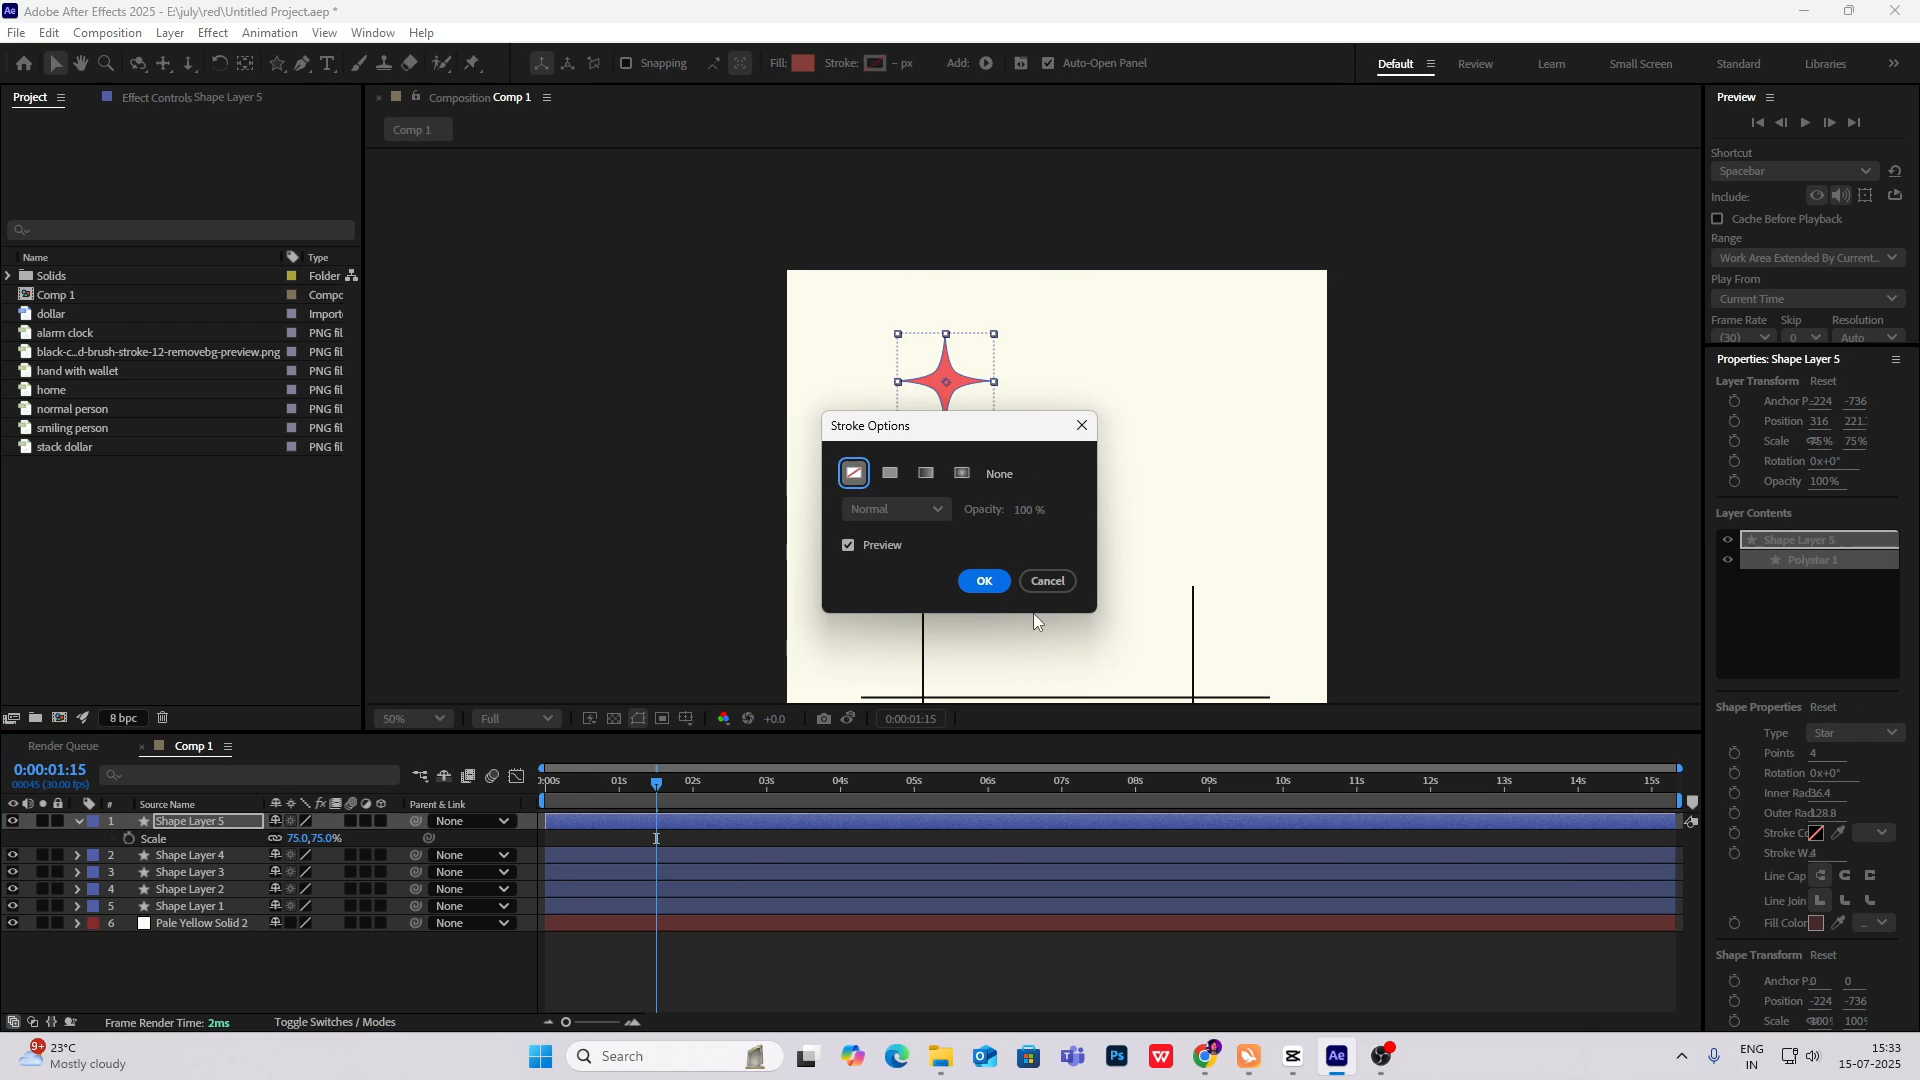 Adobe After Effects 2025 - E:\july\red\Untitled Project.aep *
File Edit Composition Layer Effect Animation View Window Help
Snapping Fill: Stroke: - px Add: Auto-Open Panel Default Review Learn Small Screen Standard Libraries
Project Effect Controls Shape Layer 5 Composition Comp 1 Preview
Comp 1
Shortcut
Spacebar
Include:
Cache Before Playback
Range
Work Area Extended By Current...
Play From
Current Time
Frame Rate Skip Resolution
(30) 0 Auto
Name Type
Solids Folder
Comp 1 Compc
dollar Import
alarm clock PNG fil
black-c...d-brush-stroke-12-removebg-preview.png PNG fil
hand with wallet PNG fil
home PNG fil
normal person PNG fil
smiling person PNG fil
stack dollar PNG fil
Stroke Options
None
Normal Opacity: 100 %
Preview
OK Cancel
Properties: Shape Layer 5
Layer Transform Reset
Anchor P. -224 -736
Position 316 221.
Scale 75% 75%
Rotation 0x+0°
Opacity 100%
Layer Contents
Shape Layer 5
Polystar 1
Shape Properties Reset
Type Star
Points 4
Rotation 0x+0°
Inner Rad 36.4
Outer Rad 128.8
Stroke Co
Stroke W. 4
Line Cap
Line Join
Fill Color
Shape Transform Reset
Anchor P. 0 0
Position -224 -736
Scale 100% 100%
8 bpc
50% Full +0.0 0:00:01:15
Render Queue Comp 1
0:00:01:15
00045 (30.00 fps)
0:00s 01s 02s 03s 04s 05s 06s 07s 08s 09s 10s 11s 12s 13s 14s 15s
# Source Name fx Parent & Link
1 Shape Layer 5 None
Scale 75.0,75.0%
2 Shape Layer 4 None
3 Shape Layer 3 None
4 Shape Layer 2 None
5 Shape Layer 1 None
6 Pale Yellow Solid 2 None
Frame Render Time: 2ms Toggle Switches / Modes
9+ 23°C
Mostly cloudy
Search
Ps Ae
ENG
IN
15:33
15-07-2025